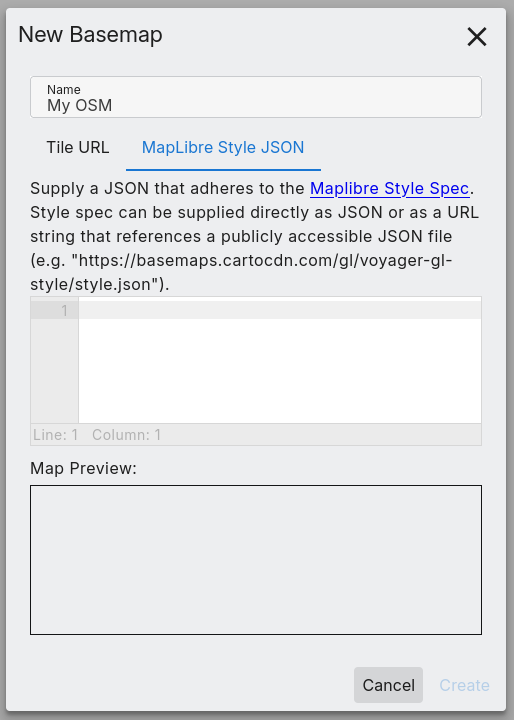 New Basemap
Name
My OSM
Tile URL
MapLibre Style JSON
Supply a JSON that adheres to the Maplibre Style Spec.
Style spec can be supplied directly as JSON or as a URL
string that references a publicly accessible JSON file
(e.g. "https://basemaps.cartocdn.com/gl/voyager-gl-
style/style.json").
1
Line: 1 Column: 1
Map Preview:
Cancel
Create